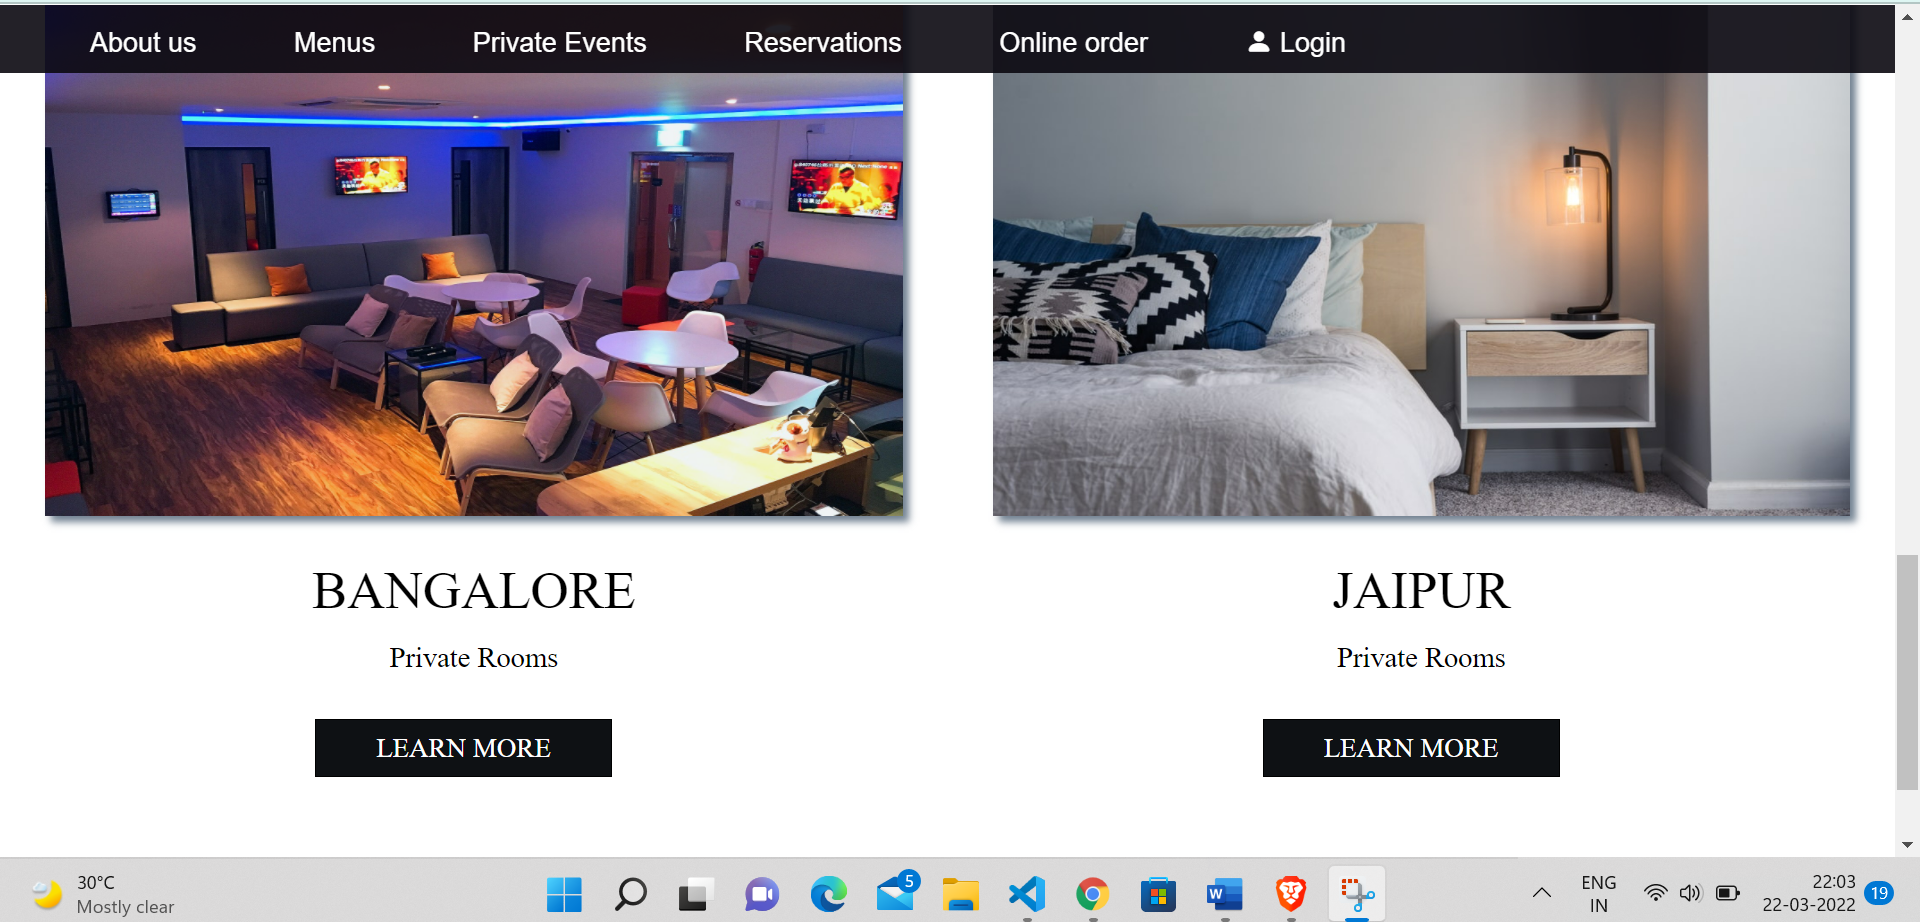 About us Menus Private Events Reservations Online order Login
BANGALORE
Private Rooms
LEARN MORE
JAIPUR
Private Rooms
LEARN MORE
30°C
Mostly clear
5
W
ENG
IN
22:03
22-03-2022
19